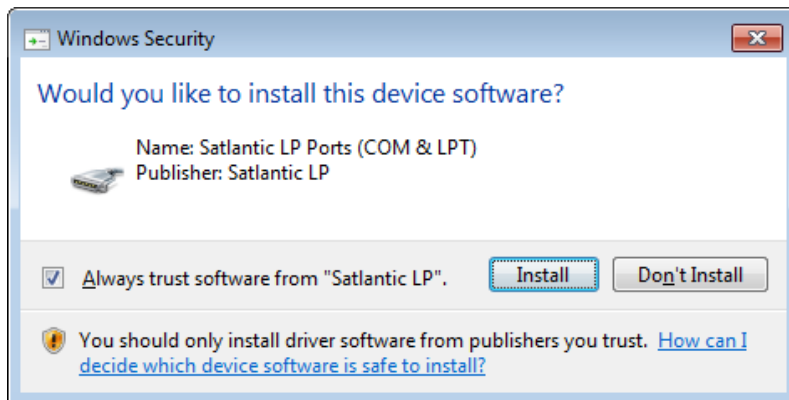 Windows Security
Would you like to install this device software?
Name: Satlantic LP Ports (COM & LPT)
Publisher: Satlantic LP
Always trust software from "Satlantic LP".
Install
Don't Install
You should only install driver software from publishers you trust. How can I
decide which device software is safe to install?